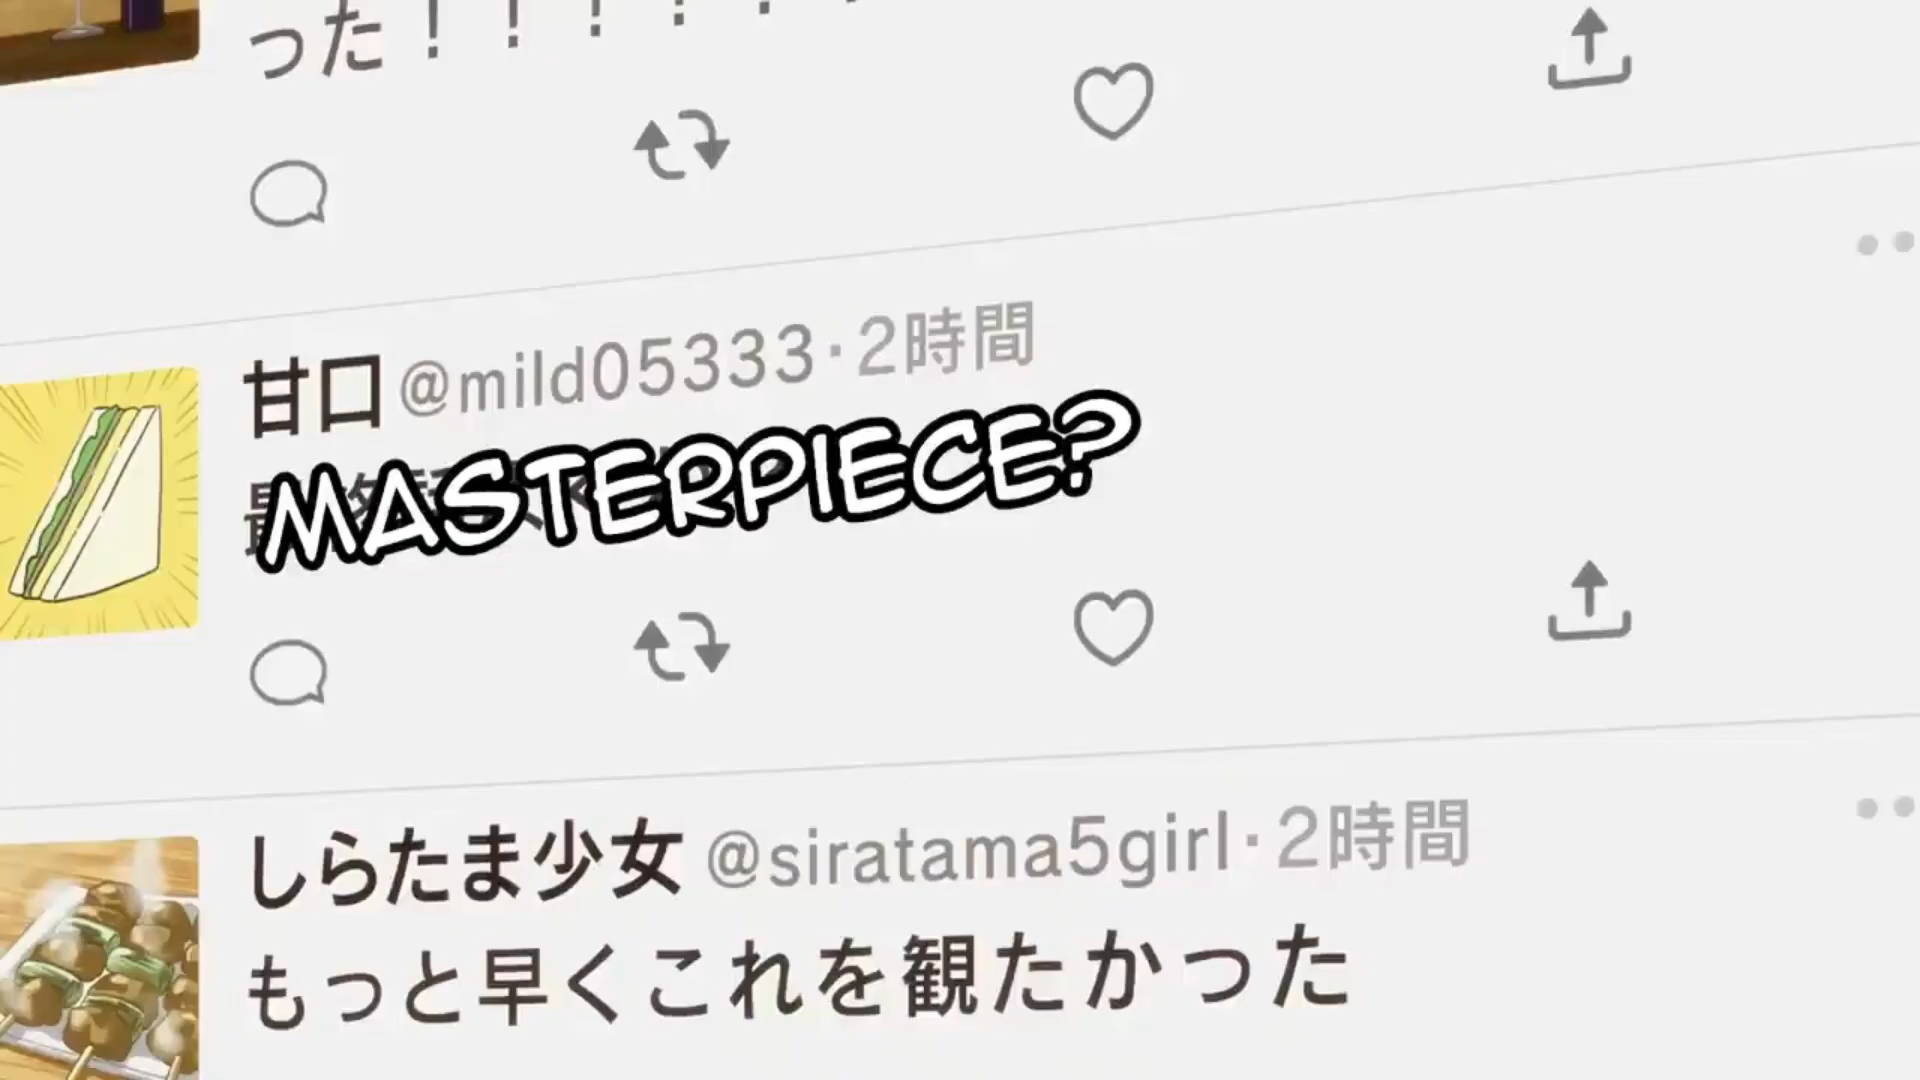 った！！！！！！
甘口 @mild05333·2時間
MASTERPIECE?
しらたま少女 @siratama5girl·2時間
もっと早くこれを観たかった